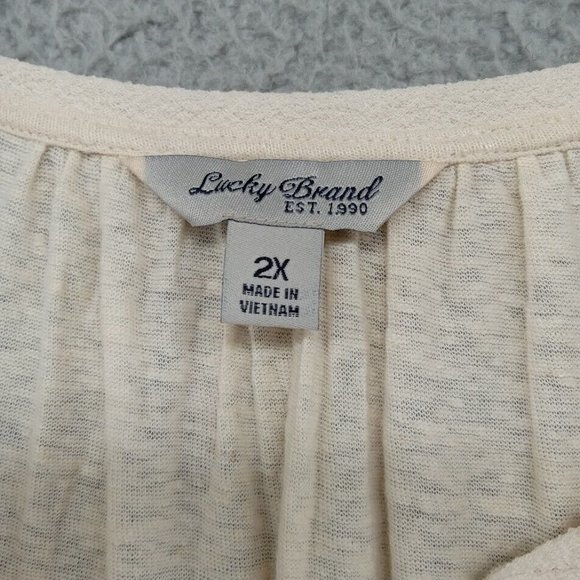 Lucky Brand
EST. 1990
2X
MADE IN
VIETNAM